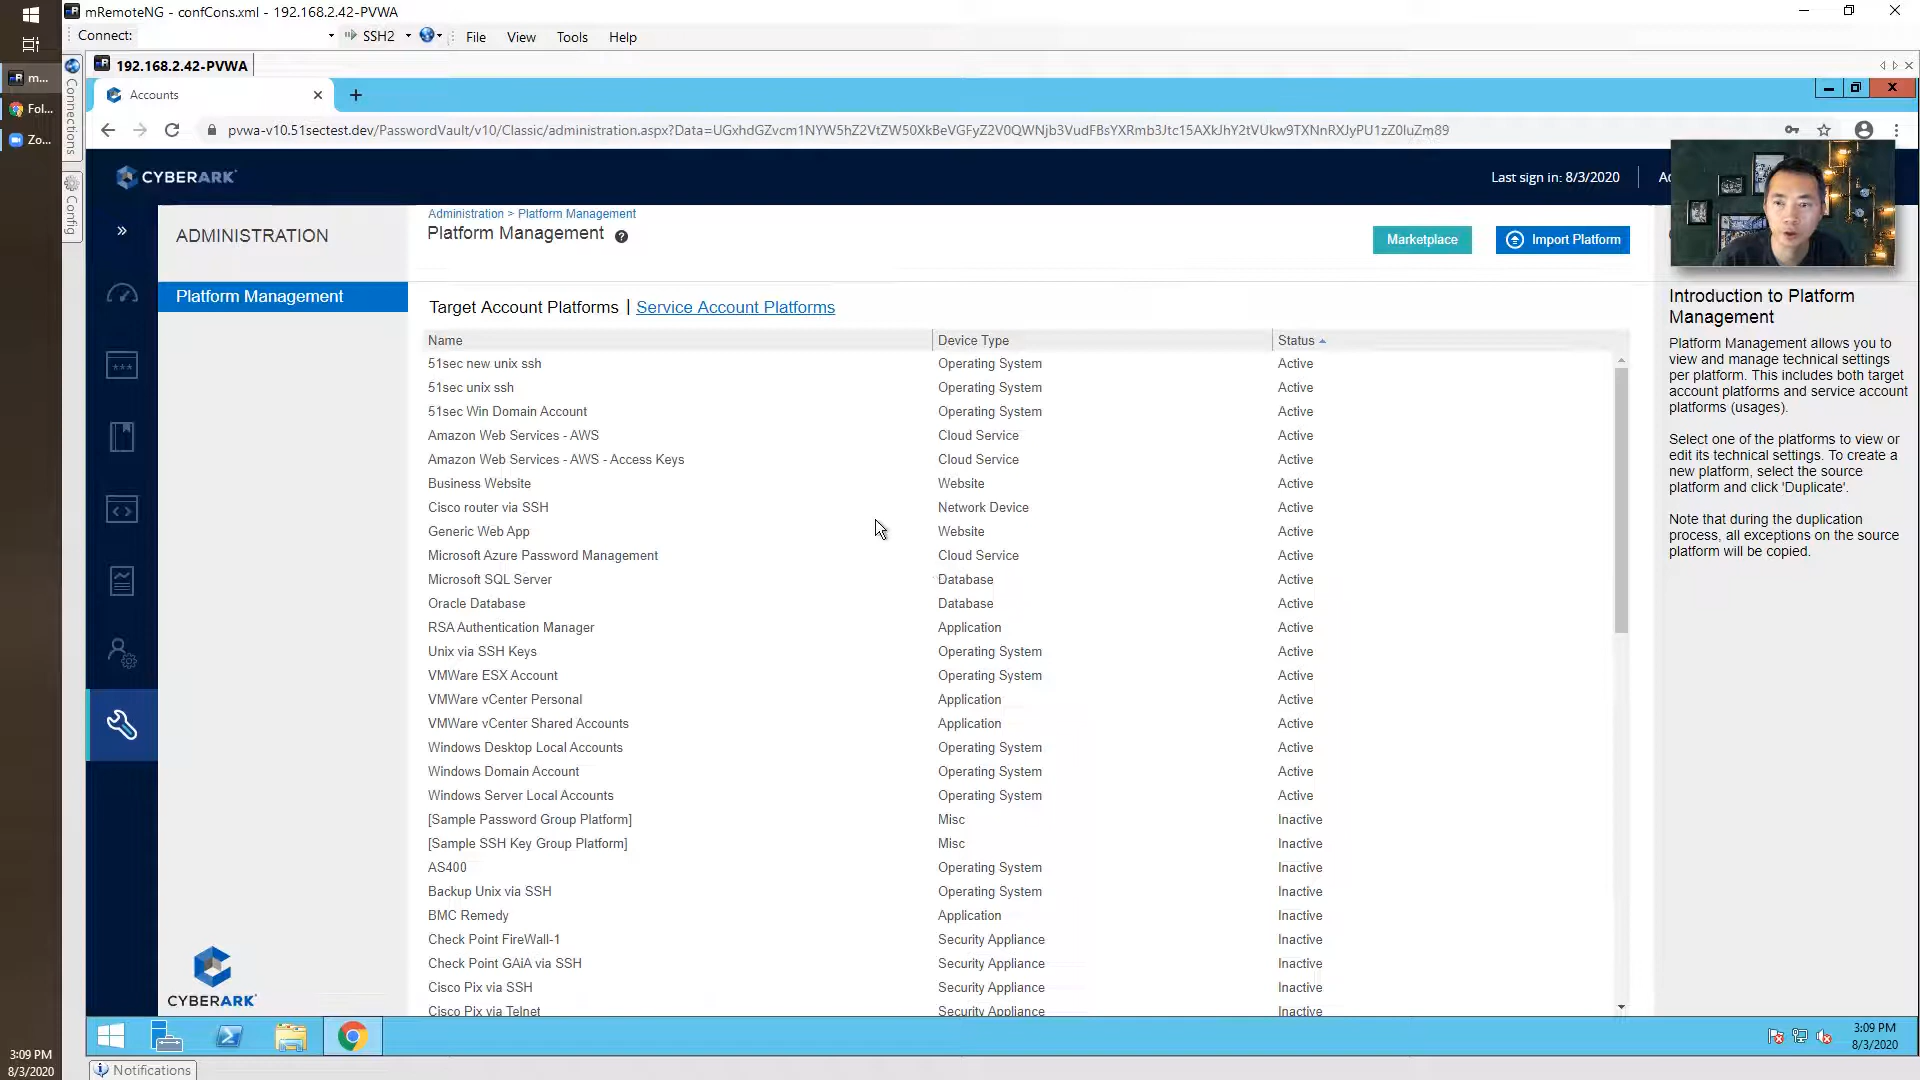 mRemoteNG - confCons.xml - 192.168.2.42-PVWA
Connect:
SSH2
File
View
Tools
Help
m...
Fol...
Zo...
Connections
Config
192.168.2.42-PVWA
Accounts
CYBERARK
Last sign in: 8/3/2020
ADMINISTRATION
Platform Management
Administration > Platform Management
Platform Management
Marketplace
Import Platform
Target Account Platforms | Service Account Platforms
Name Device Type Status
51sec new unix ssh Operating System Active
51sec unix ssh Operating System Active
51sec Win Domain Account Operating System Active
Amazon Web Services - AWS Cloud Service Active
Amazon Web Services - AWS - Access Keys Cloud Service Active
Business Website Website Active
Cisco router via SSH Network Device Active
Generic Web App Website Active
Microsoft Azure Password Management Cloud Service Active
Microsoft SQL Server Database Active
Oracle Database Database Active
RSA Authentication Manager Application Active
Unix via SSH Keys Operating System Active
VMWare ESX Account Operating System Active
VMWare vCenter Personal Application Active
VMWare vCenter Shared Accounts Application Active
Windows Desktop Local Accounts Operating System Active
Windows Domain Account Operating System Active
Windows Server Local Accounts Operating System Active
[Sample Password Group Platform] Misc Inactive
[Sample SSH Key Group Platform] Misc Inactive
AS400 Operating System Inactive
Backup Unix via SSH Operating System Inactive
BMC Remedy Application Inactive
Check Point FireWall-1 Security Appliance Inactive
Check Point GAiA via SSH Security Appliance Inactive
Cisco Pix via SSH Security Appliance Inactive
Cisco Pix via Telnet Security Appliance Inactive
Introduction to Platform
Management
Platform Management allows you to
view and manage technical settings
per platform. This includes both target
account platforms and service account
platforms (usages).
Select one of the platforms to view or
edit its technical settings. To create a
new platform, select the source
platform and click 'Duplicate'.
Note that during the duplication
process, all exceptions on the source
platform will be copied.
CYBERARK
3:09 PM
8/3/2020
Notifications
3:09 PM
8/3/2020